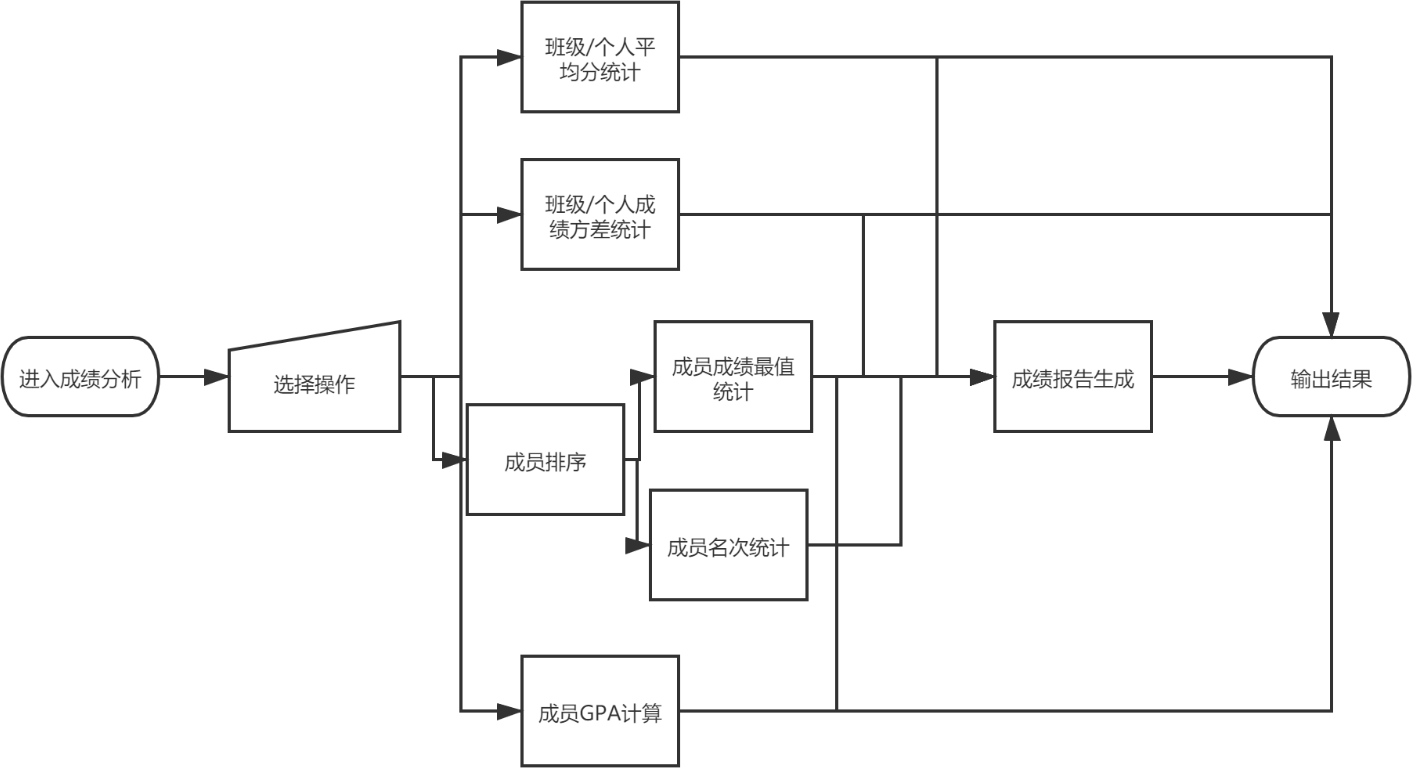 班级/个人平
均分统计
班级/个人成
绩方差统计
进入成绩分析
选择操作
成员排序
成员成绩最值
统计
成员名次统计
成员GPA计算
成绩报告生成
输出结果